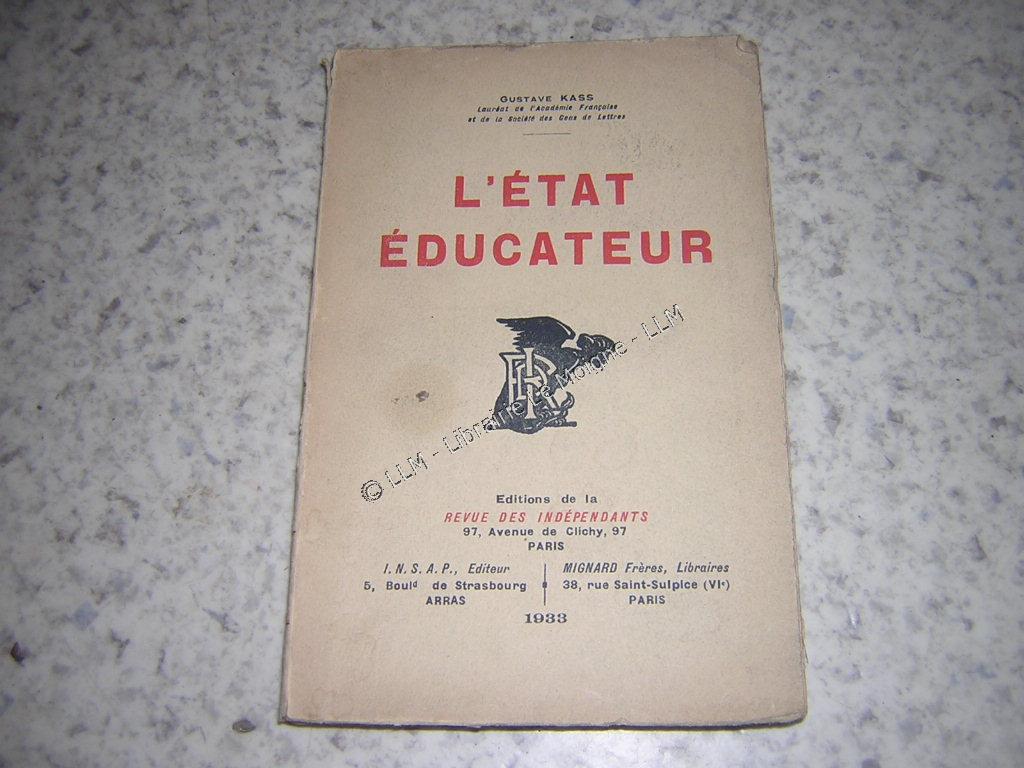 GUSTAVE KASS
Lauréat de l'Académie Française
et de la Société des Gens de Lettres
L'ÉTAT
ÉDUCATEUR
© LLM - Librairie Le Moigne - LLM
Editions de la
REVUE DES INDÉPENDANTS
97, Avenue de Clichy, 97
PARIS
I. N. S. A. P., Editeur
5, Bould de Strasbourg
ARRAS
MIGNARD Frères, Libraires
38, rue Saint-Sulpice (VIe)
PARIS
1933